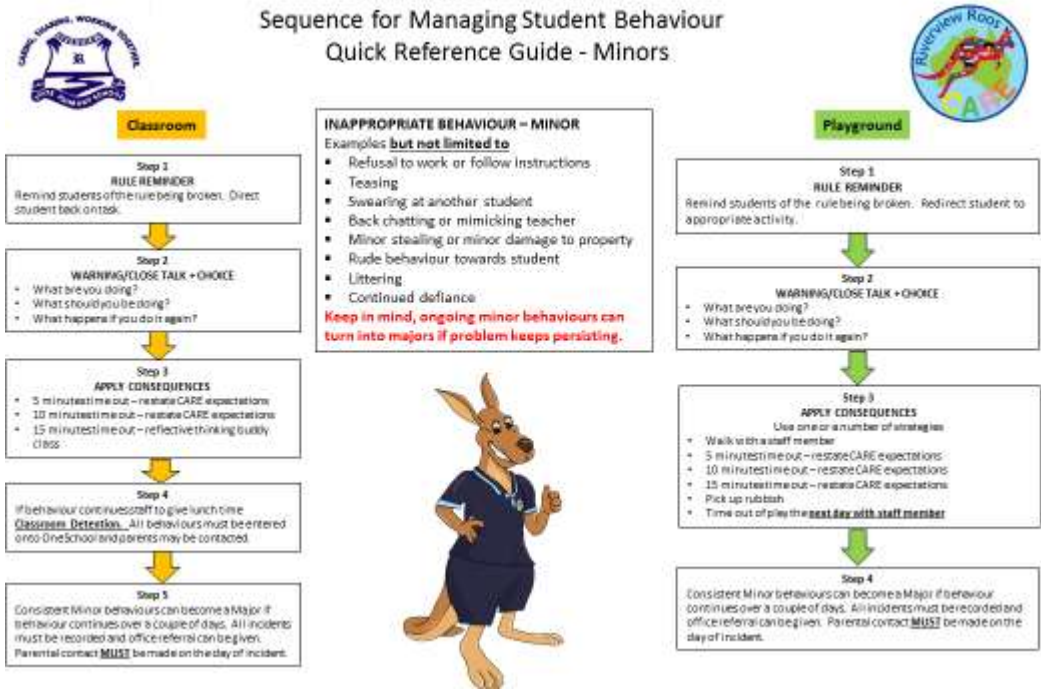 Sequence for Managing Student Behaviour
Quick Reference Guide - Minors
CARING, SHARING, WORKING TOGETHER
R
Riverview Roos
CARE
Classroom
Step 1
RULE REMINDER
Remind students of the rule being broken. Direct
student back on task.
Step 2
WARNING/CLOSE TALK + CHOICE
• What are you doing?
• What should you be doing?
• What happens if you do it again?
Step 3
APPLY CONSEQUENCES
• 5 minutes time out – restate CARE expectations
• 10 minutes time out – restate CARE expectations
• 15 minutes time out – reflective thinking buddy
class
Step 4
If behaviour continues staff to give lunch time
Classroom Detention. All behaviours must be entered
onto OneSchool and parents may be contacted.
Step 5
Consistent Minor behaviours can become a Major if
behaviour continues over a couple of days. All incidents
must be recorded and office referral can be given.
Parental contact MUST be made on the day of incident.
INAPPROPRIATE BEHAVIOUR – MINOR
Examples but not limited to
▪ Refusal to work or follow instructions
▪ Teasing
▪ Swearing at another student
▪ Back chatting or mimicking teacher
▪ Minor stealing or minor damage to property
▪ Rude behaviour towards student
▪ Littering
▪ Continued defiance
Keep in mind, ongoing minor behaviours can
turn into majors if problem keeps persisting.
Playground
Step 1
RULE REMINDER
Remind students of the rule being broken. Redirect student to
appropriate activity.
Step 2
WARNING/CLOSE TALK + CHOICE
• What are you doing?
• What should you be doing?
• What happens if you do it again?
Step 3
APPLY CONSEQUENCES
Use one or a number of strategies
• Walk with a staff member
• 5 minutes time out – restate CARE expectations
• 10 minutes time out – restate CARE expectations
• 15 minutes time out – restate CARE expectations
• Pick up rubbish
• Time out of play the next day with staff member
Step 4
Consistent Minor behaviours can become a Major if behaviour
continues over a couple of days. All incidents must be recorded and
office referral can be given. Parental contact MUST be made on the
day of incident.